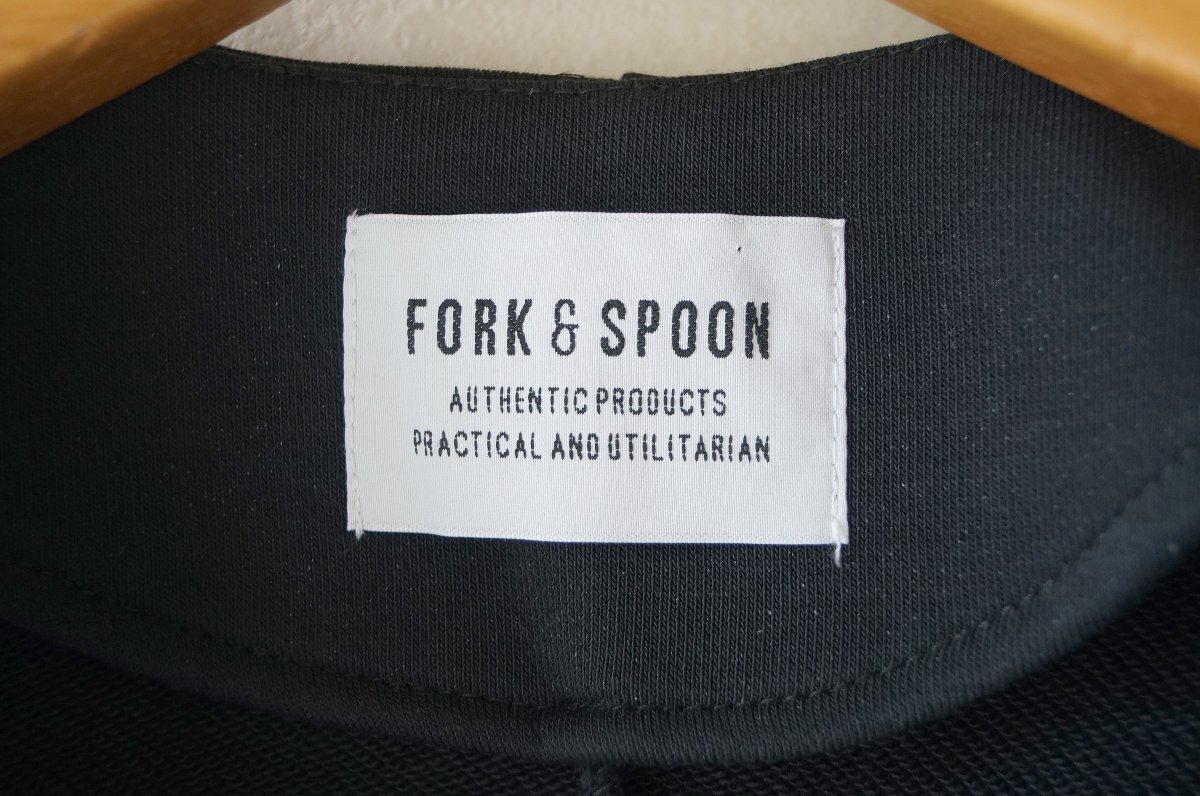 FORK & SPOON
AUTHENTIC PRODUCTS
PRACTICAL AND UTILITARIAN